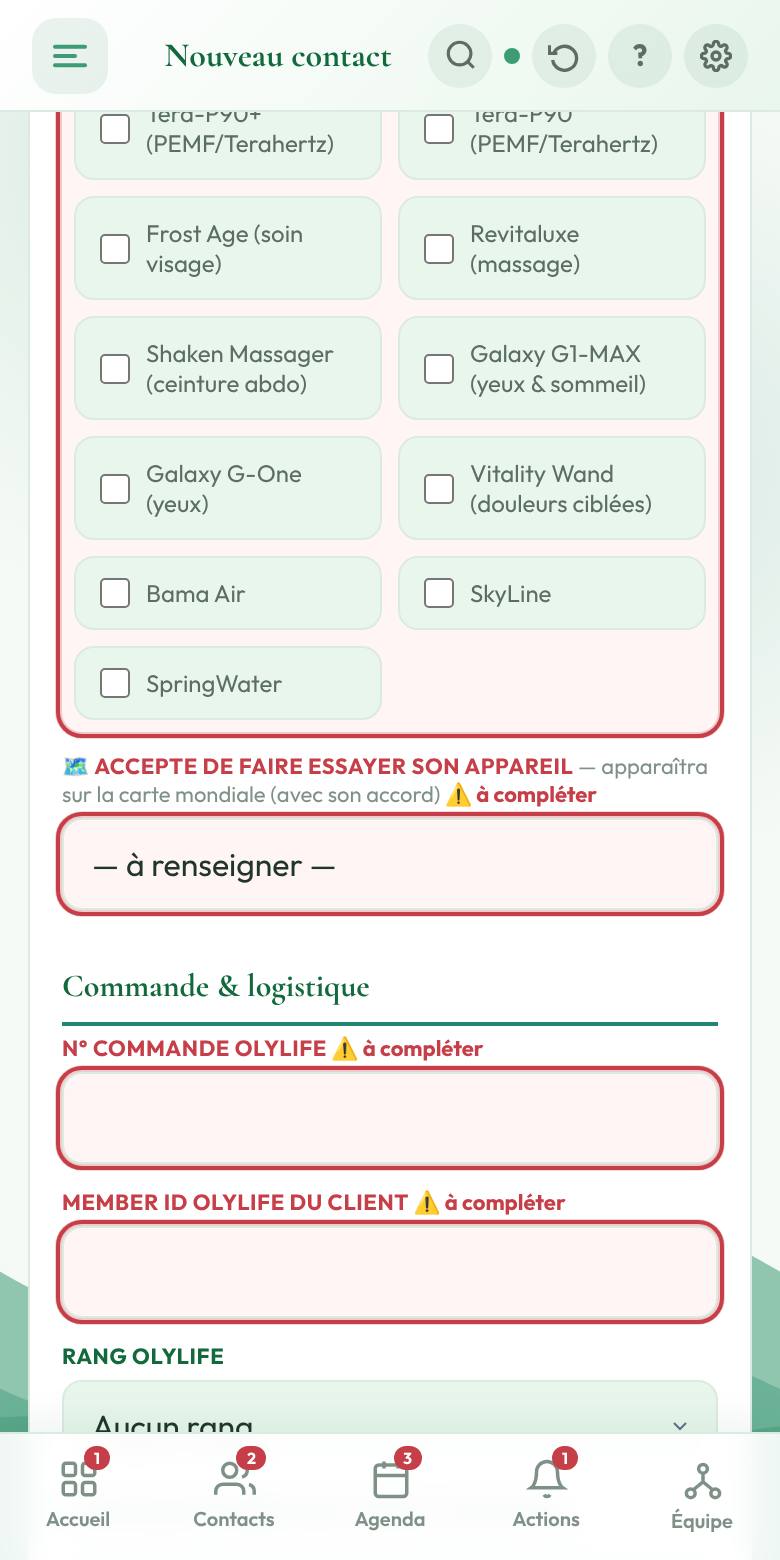 Nouveau contact
?
Tera-P90+
(PEMF/Terahertz)
Tera-P90
(PEMF/Terahertz)
Frost Age (soin
visage)
Revitaluxe
(massage)
Shaken Massager
(ceinture abdo)
Galaxy G1-MAX
(yeux & sommeil)
Galaxy G-One
(yeux)
Vitality Wand
(douleurs ciblées)
Bama Air
SkyLine
SpringWater
🗺️ ACCEPTE DE FAIRE ESSAYER SON APPAREIL — apparaîtra
sur la carte mondiale (avec son accord) ⚠️ à compléter
— à renseigner —
Commande & logistique
N° COMMANDE OLYLIFE ⚠️ à compléter
MEMBER ID OLYLIFE DU CLIENT ⚠️ à compléter
RANG OLYLIFE
Aucun rang
1
2
3
1
Accueil
Contacts
Agenda
Actions
Équipe